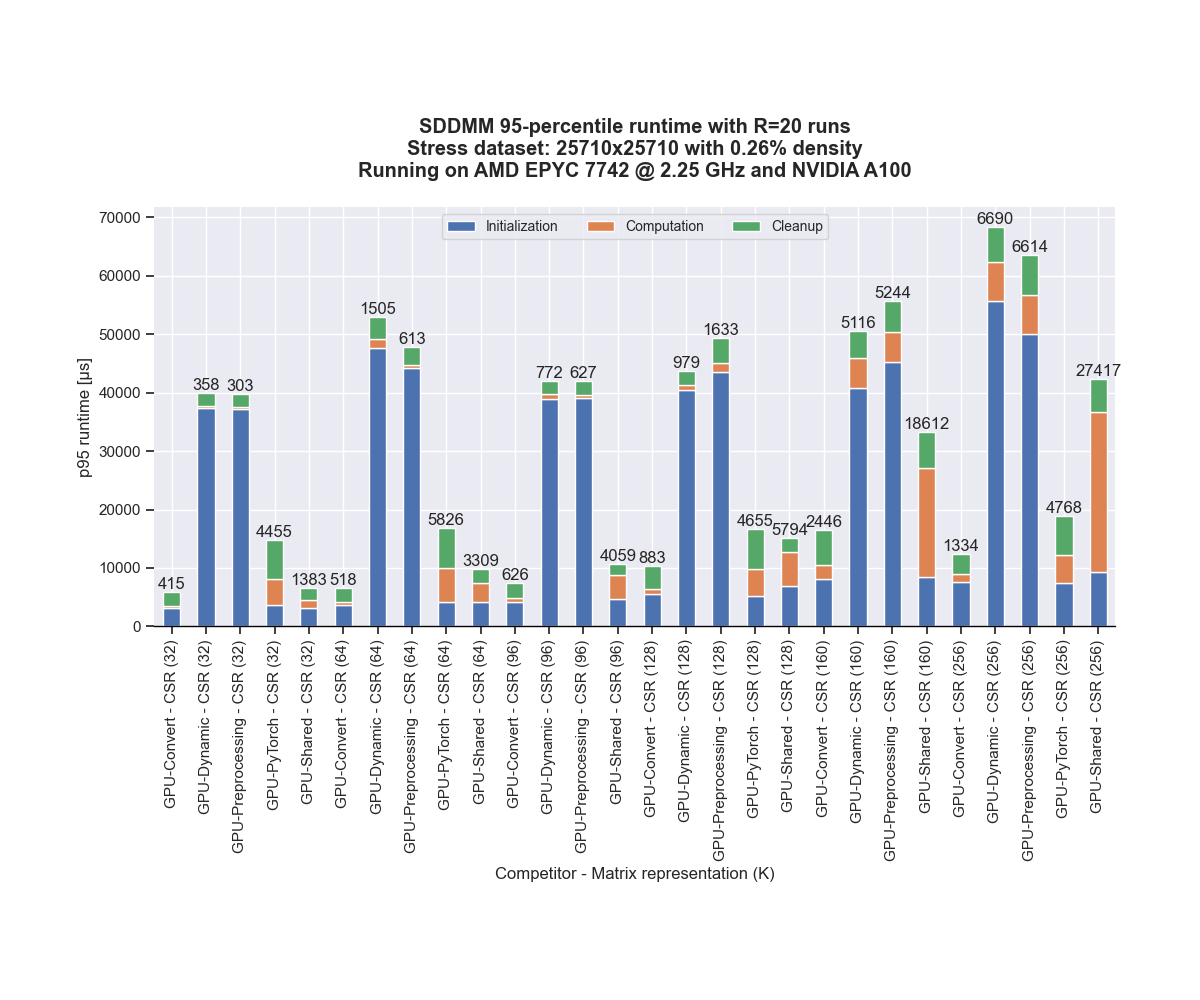 SDDMM 95-percentile runtime with R=20 runs
Stress dataset: 25710x25710 with 0.26% density
Running on AMD EPYC 7742 @ 2.25 GHz and NVIDIA A100
Initialization
Computation
Cleanup
p95 runtime [µs]
70000
60000
50000
40000
30000
20000
10000
0
415
358
303
4455
1383
518
1505
613
5826
3309
626
772
627
4059
883
979
1633
4655
5794
2446
5116
5244
18612
1334
6690
6614
4768
27417
GPU-Convert - CSR (32)
GPU-Dynamic - CSR (32)
GPU-Preprocessing - CSR (32)
GPU-PyTorch - CSR (32)
GPU-Shared - CSR (32)
GPU-Convert - CSR (64)
GPU-Dynamic - CSR (64)
GPU-Preprocessing - CSR (64)
GPU-PyTorch - CSR (64)
GPU-Shared - CSR (64)
GPU-Convert - CSR (96)
GPU-Dynamic - CSR (96)
GPU-Preprocessing - CSR (96)
GPU-Shared - CSR (96)
GPU-Convert - CSR (128)
GPU-Dynamic - CSR (128)
GPU-Preprocessing - CSR (128)
GPU-PyTorch - CSR (128)
GPU-Shared - CSR (128)
GPU-Convert - CSR (160)
GPU-Dynamic - CSR (160)
GPU-Preprocessing - CSR (160)
GPU-Shared - CSR (160)
GPU-Convert - CSR (256)
GPU-Dynamic - CSR (256)
GPU-Preprocessing - CSR (256)
GPU-PyTorch - CSR (256)
GPU-Shared - CSR (256)
Competitor - Matrix representation (K)